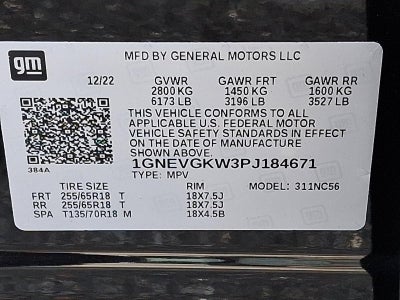 gm
MFD BY GENERAL MOTORS LLC
12/22 GVWR GAWR FRT GAWR RR
2800 KG 1450 KG 1600 KG
6173 LB 3196 LB 3527 LB
THIS VEHICLE CONFORMS TO ALL
APPLICABLE U.S. FEDERAL MOTOR
VEHICLE SAFETY STANDARDS IN EFFECT
ON THE DATE OF MANUFACTURE
SHOWN ABOVE.
384A 1GNEVGKW3PJ184671
TYPE: MPV
TIRE SIZE RIM MODEL: 311NC56
FRT 255/65R18 T 18X7.5J
RR 255/65R18 T 18X7.5J
SPA T135/70R18 M 18X4.5B